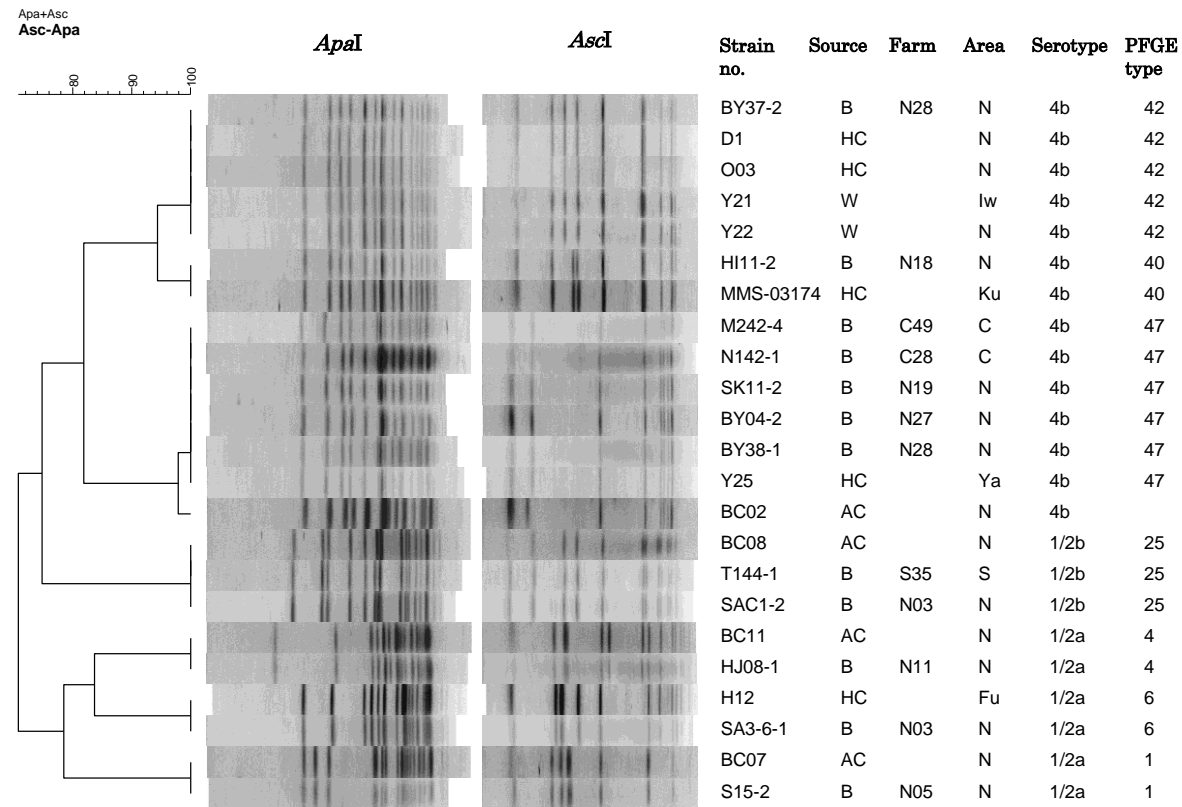 Apa+Asc
Asc-Apa
80 90 100
ApaI AscI
Strain no. Source Farm Area Serotype PFGE type
BY37-2 B N28 N 4b 42
D1 HC N 4b 42
O03 HC N 4b 42
Y21 W Iw 4b 42
Y22 W N 4b 42
HI11-2 B N18 N 4b 40
MMS-03174 HC Ku 4b 40
M242-4 B C49 C 4b 47
N142-1 B C28 C 4b 47
SK11-2 B N19 N 4b 47
BY04-2 B N27 N 4b 47
BY38-1 B N28 N 4b 47
Y25 HC Ya 4b 47
BC02 AC N 4b
BC08 AC N 1/2b 25
T144-1 B S35 S 1/2b 25
SAC1-2 B N03 N 1/2b 25
BC11 AC N 1/2a 4
HJ08-1 B N11 N 1/2a 4
H12 HC Fu 1/2a 6
SA3-6-1 B N03 N 1/2a 6
BC07 AC N 1/2a 1
S15-2 B N05 N 1/2a 1